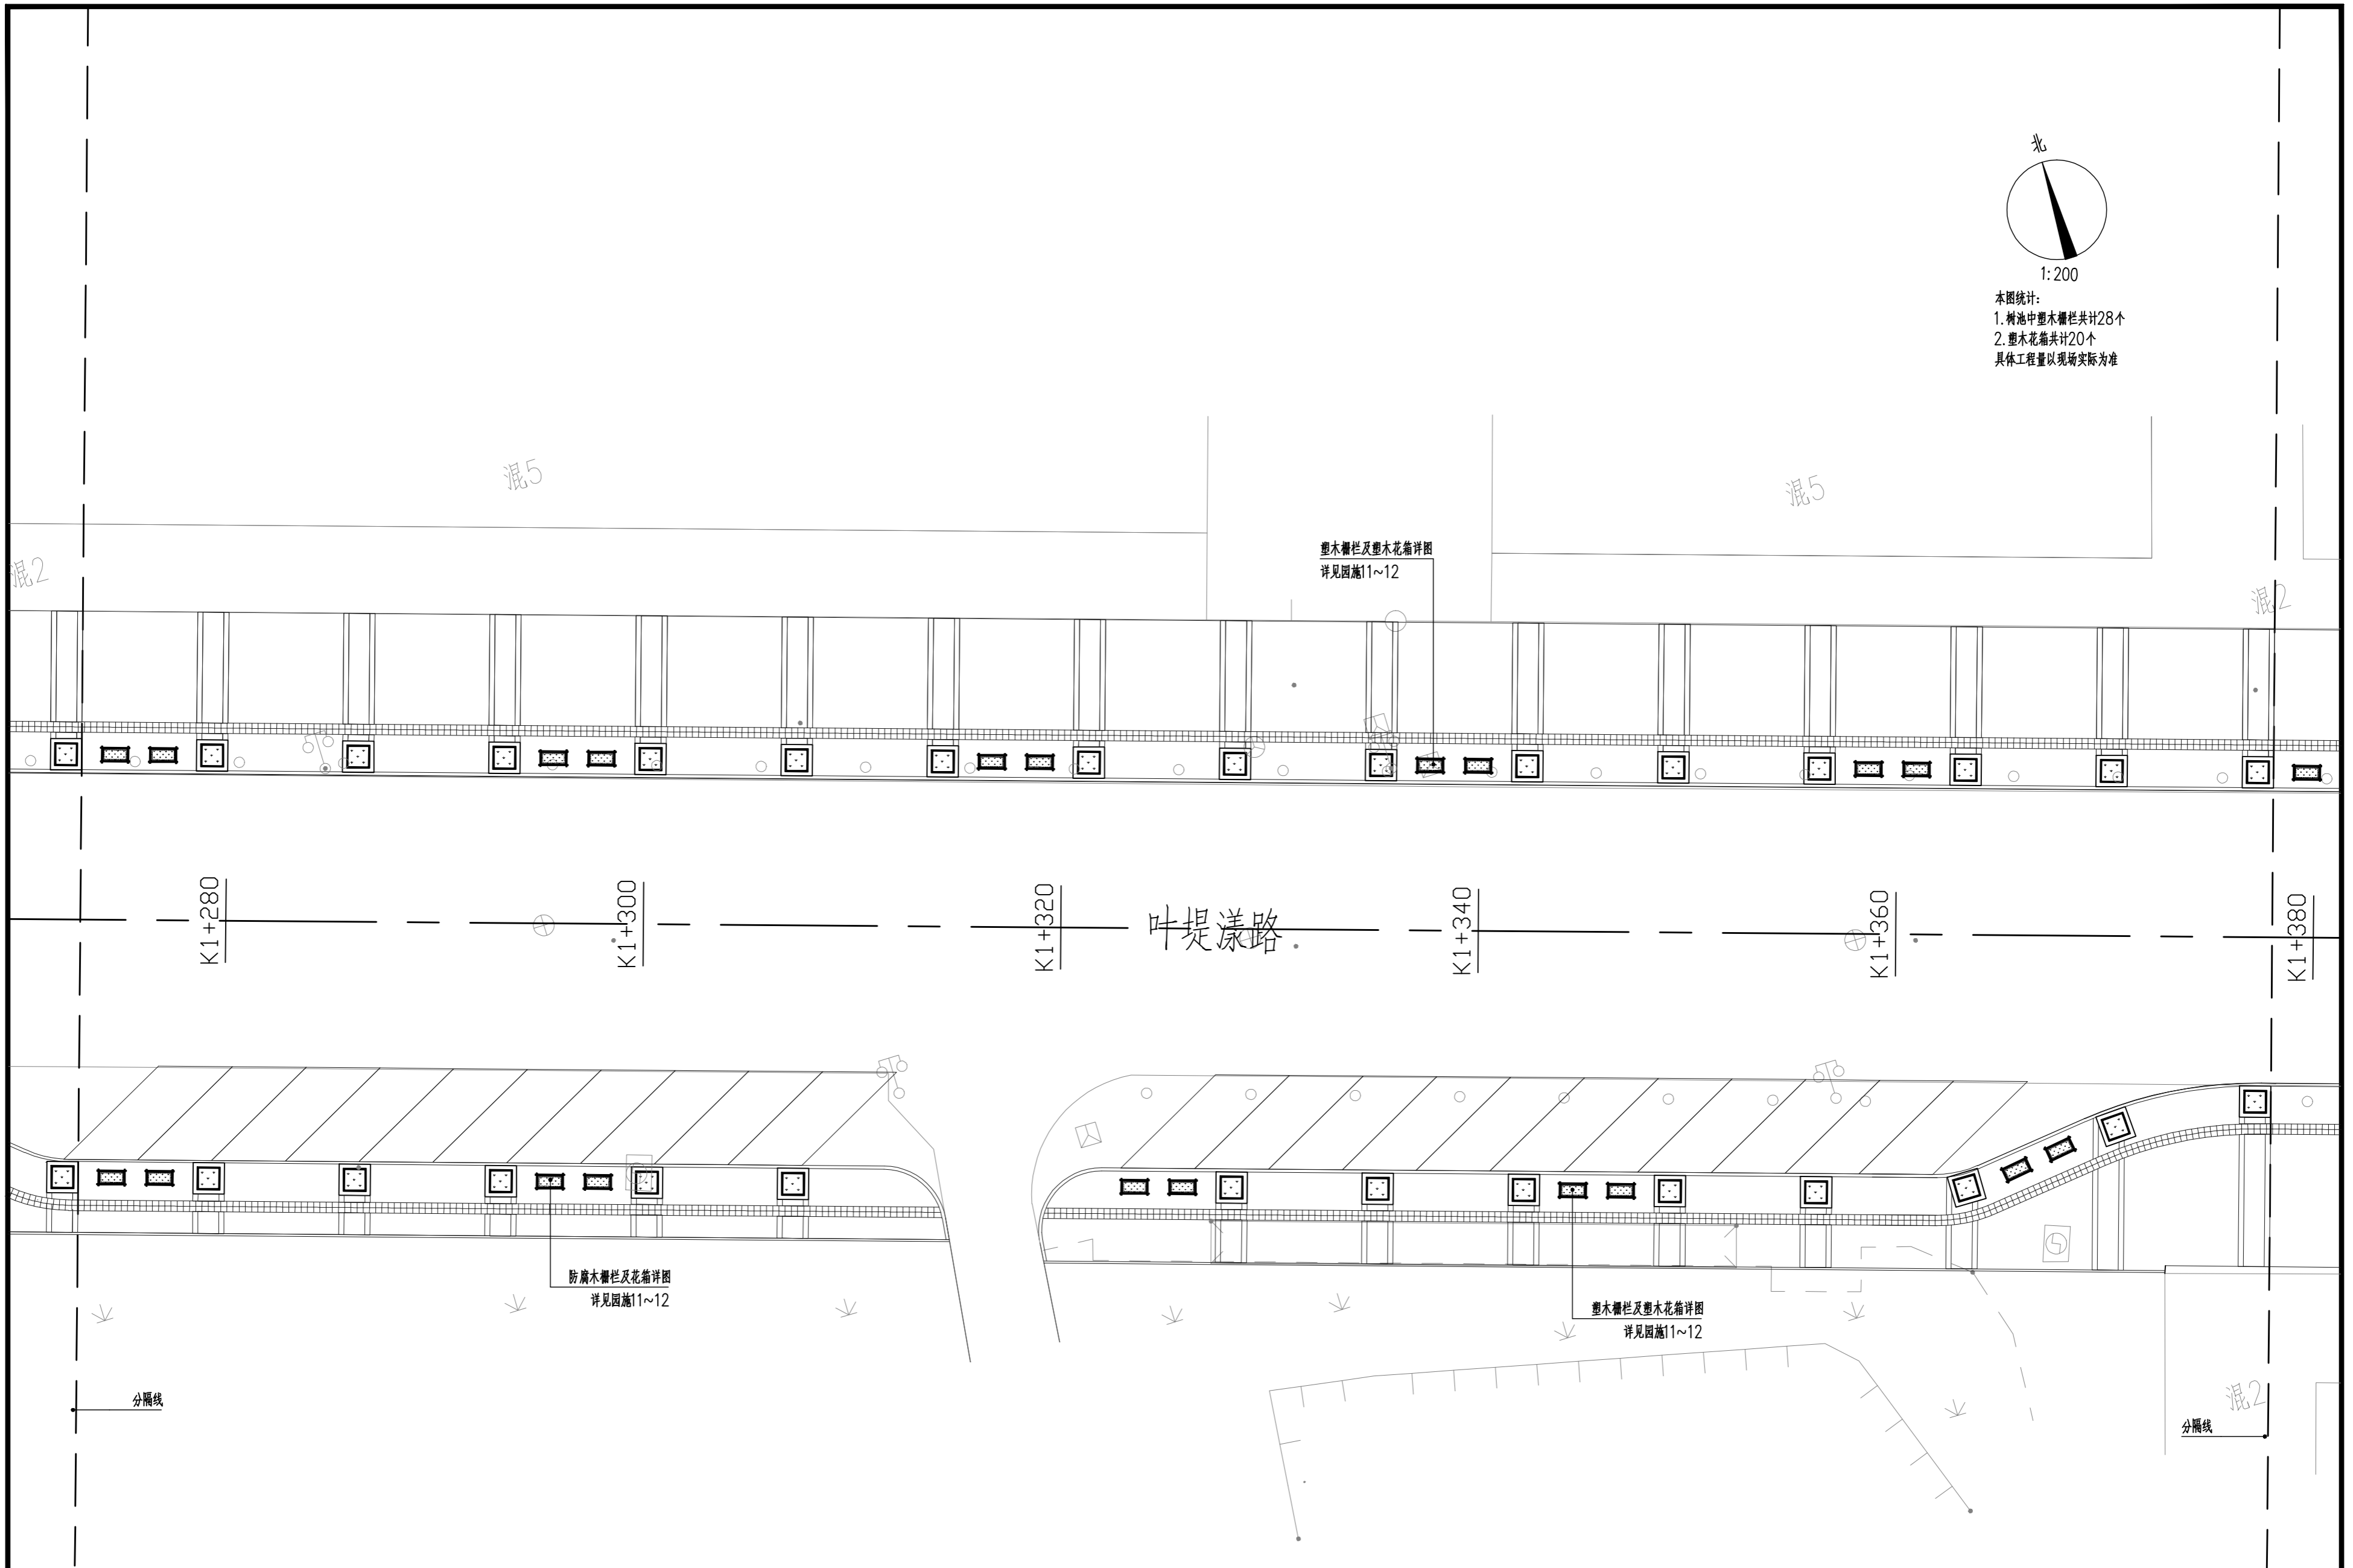 北
1:200
本图统计:
1.树池中塑木栅栏共计28个
2.塑木花箱共计20个
具体工程量以现场实际为准
混5
混5
混2
塑木栅栏及塑木花箱详图
详见园施11~12
混2
K1+280
K1+300
K1+320
叶堤漾路
K1+340
K1+360
K1+380
防腐木栅栏及花箱详图
详见园施11~12
塑木栅栏及塑木花箱详图
详见园施11~12
分隔线
混2
分隔线